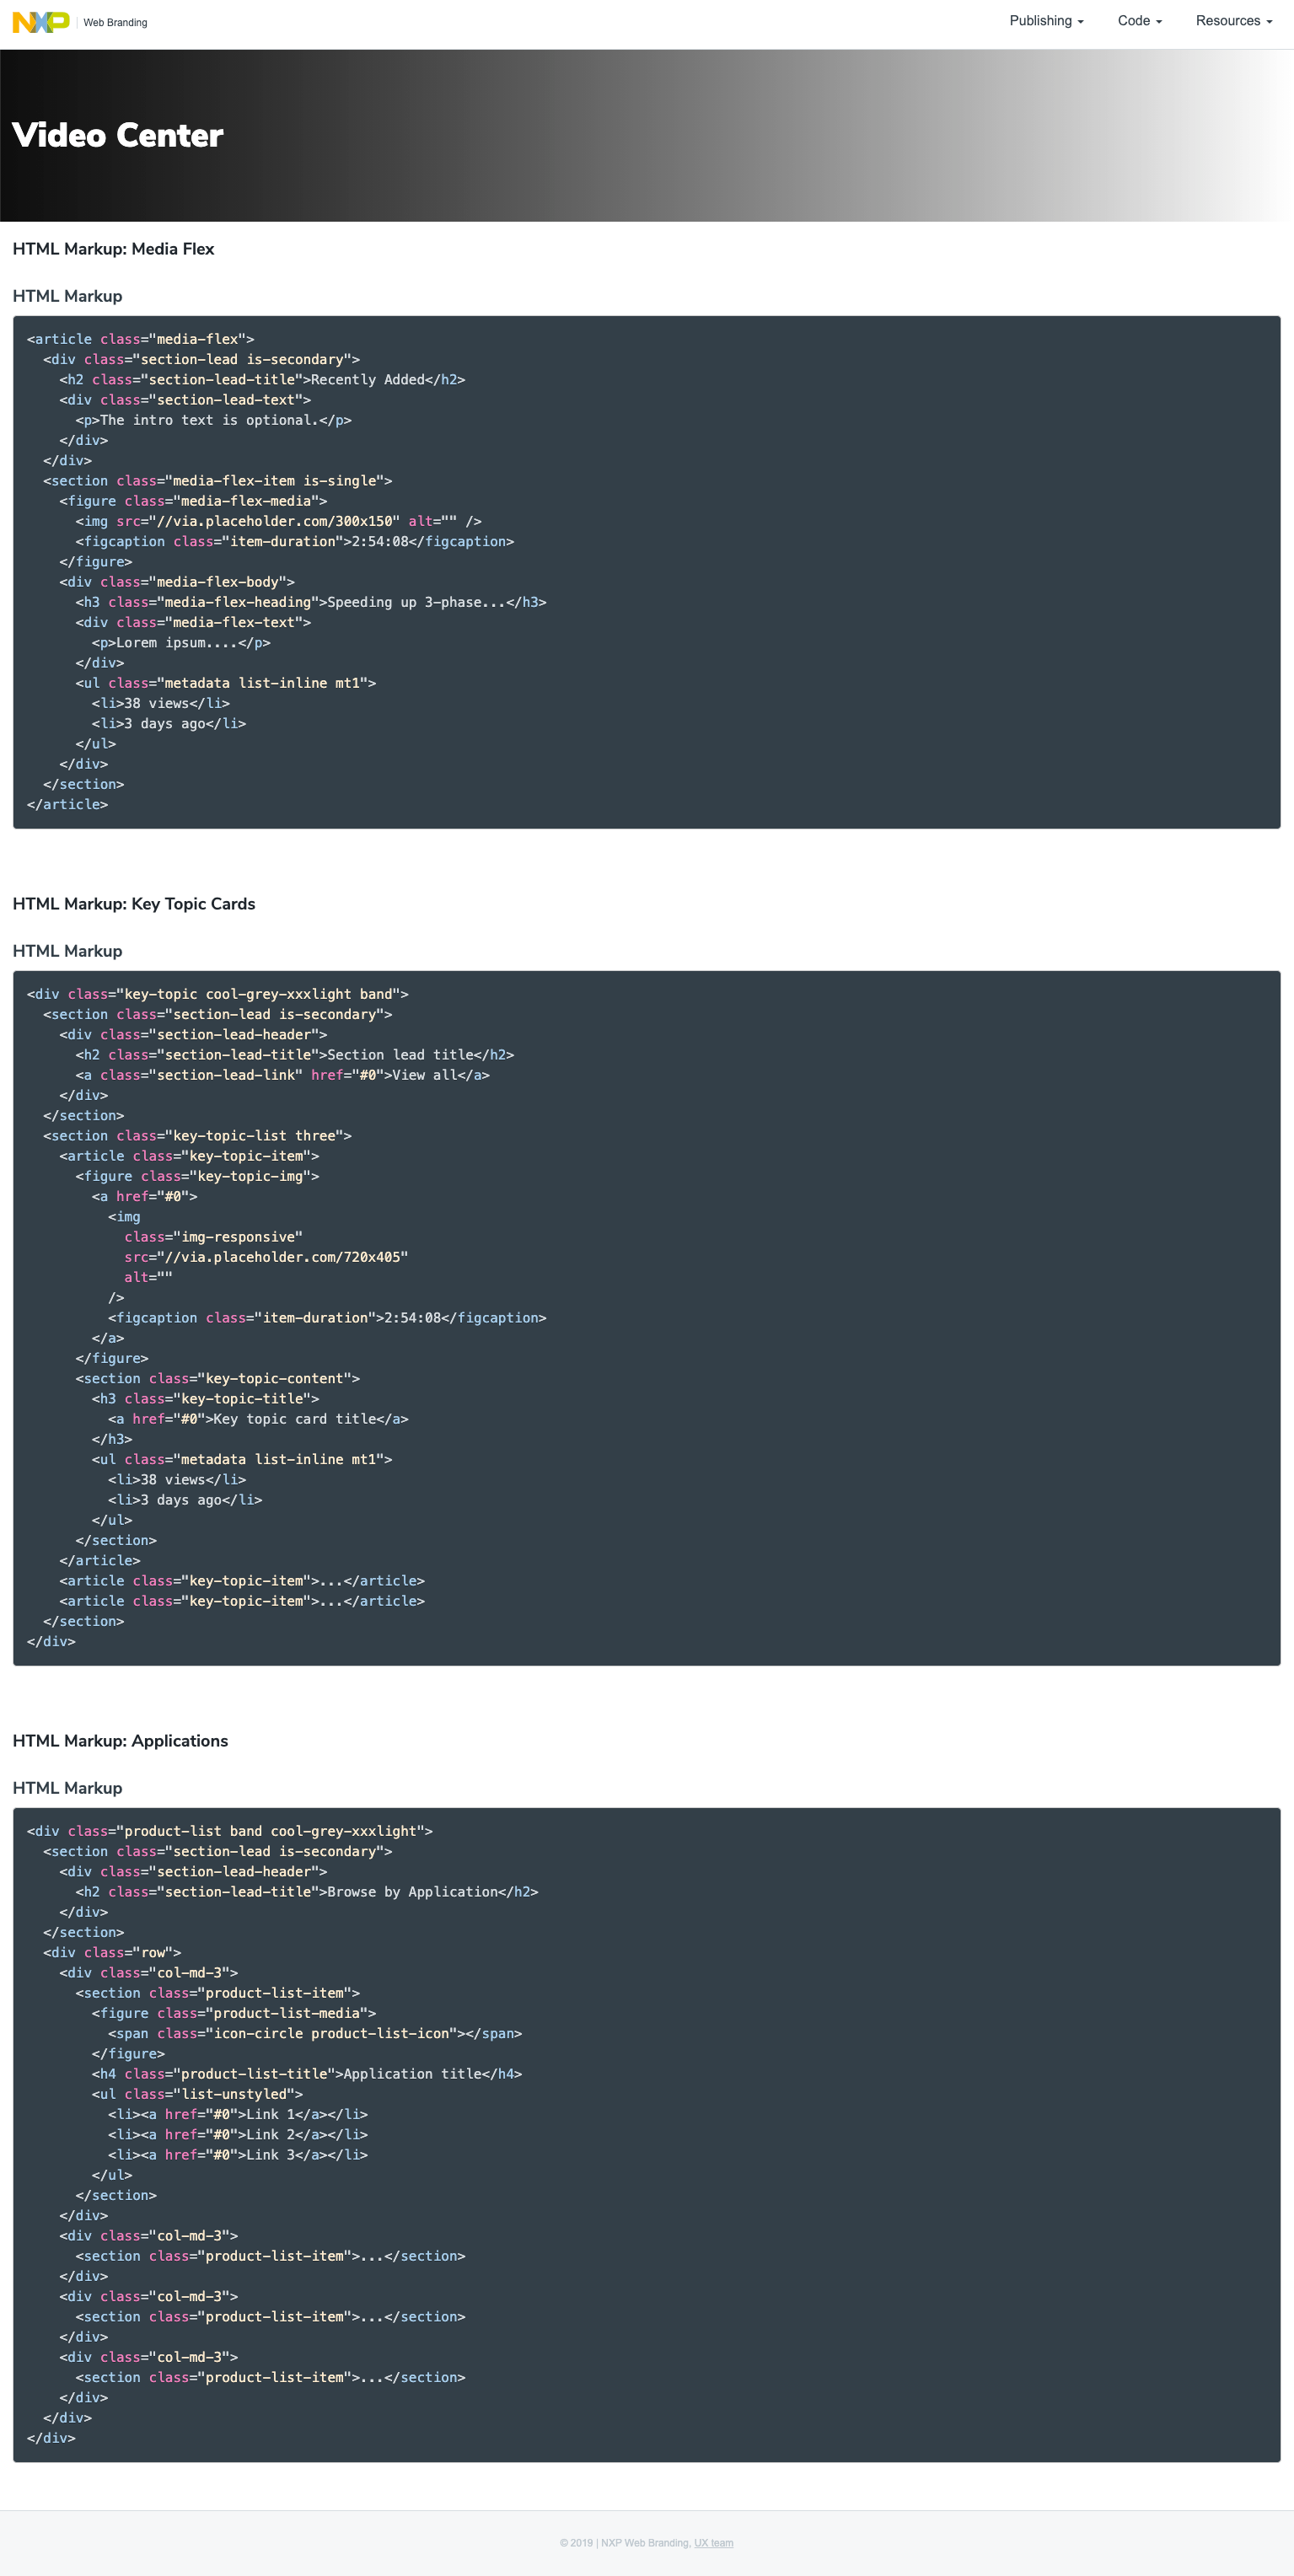 NXP Web Branding Publishing Code Resources
Video Center
HTML Markup: Media Flex
HTML Markup
<article class="media-flex">
  <div class="section-lead is-secondary">
    <h2 class="section-lead-title">Recently Added</h2>
    <div class="section-lead-text">
      <p>The intro text is optional.</p>
    </div>
  </div>
  <section class="media-flex-item is-single">
    <figure class="media-flex-media">
      <img src="//via.placeholder.com/300x150" alt="" />
      <figcaption class="item-duration">2:54:08</figcaption>
    </figure>
    <div class="media-flex-body">
      <h3 class="media-flex-heading">Speeding up 3-phase...</h3>
      <div class="media-flex-text">
        <p>Lorem ipsum....</p>
      </div>
      <ul class="metadata list-inline mt1">
        <li>38 views</li>
        <li>3 days ago</li>
      </ul>
    </div>
  </section>
</article>
HTML Markup: Key Topic Cards
HTML Markup
<div class="key-topic cool-grey-xxxlight band">
  <section class="section-lead is-secondary">
    <div class="section-lead-header">
      <h2 class="section-lead-title">Section lead title</h2>
      <a class="section-lead-link" href="#0">View all</a>
    </div>
  </section>
  <section class="key-topic-list three">
    <article class="key-topic-item">
      <figure class="key-topic-img">
        <a href="#0">
          <img
            class="img-responsive"
            src="//via.placeholder.com/720x405"
            alt=""
          />
          <figcaption class="item-duration">2:54:08</figcaption>
        </a>
      </figure>
      <section class="key-topic-content">
        <h3 class="key-topic-title">
          <a href="#0">Key topic card title</a>
        </h3>
        <ul class="metadata list-inline mt1">
          <li>38 views</li>
          <li>3 days ago</li>
        </ul>
      </section>
    </article>
    <article class="key-topic-item">...</article>
    <article class="key-topic-item">...</article>
  </section>
</div>
HTML Markup: Applications
HTML Markup
<div class="product-list band cool-grey-xxxlight">
  <section class="section-lead is-secondary">
    <div class="section-lead-header">
      <h2 class="section-lead-title">Browse by Application</h2>
    </div>
  </section>
  <div class="row">
    <div class="col-md-3">
      <section class="product-list-item">
        <figure class="product-list-media">
          <span class="icon-circle product-list-icon"></span>
        </figure>
        <h4 class="product-list-title">Application title</h4>
        <ul class="list-unstyled">
          <li><a href="#0">Link 1</a></li>
          <li><a href="#0">Link 2</a></li>
          <li><a href="#0">Link 3</a></li>
        </ul>
      </section>
    </div>
    <div class="col-md-3">
      <section class="product-list-item">...</section>
    </div>
    <div class="col-md-3">
      <section class="product-list-item">...</section>
    </div>
    <div class="col-md-3">
      <section class="product-list-item">...</section>
    </div>
  </div>
</div>
© 2019 | NXP Web Branding, UX team